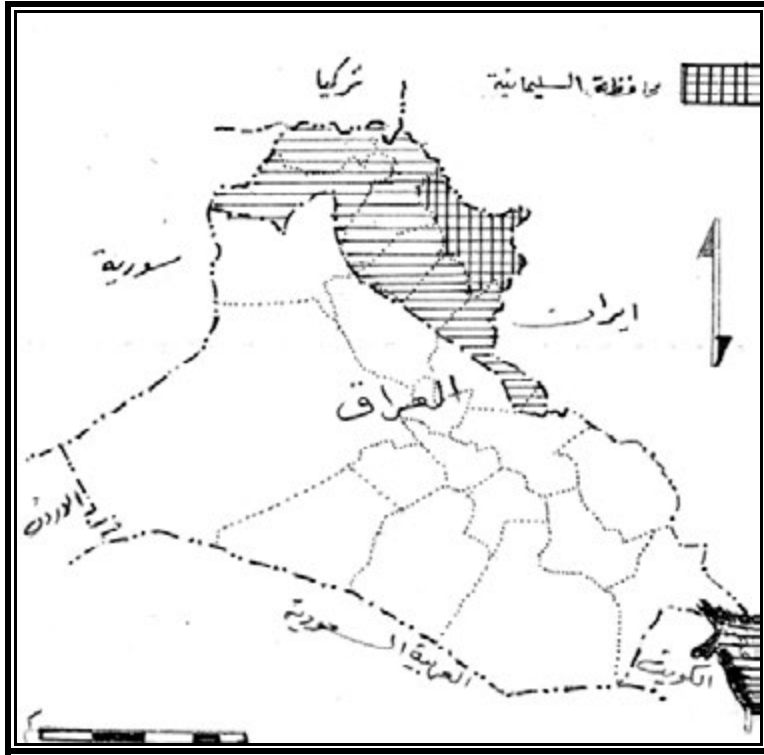 تركيا
محافظة السليمانية
سورية
ايران
العراق
الاردن
العربية السعودية
الكويت